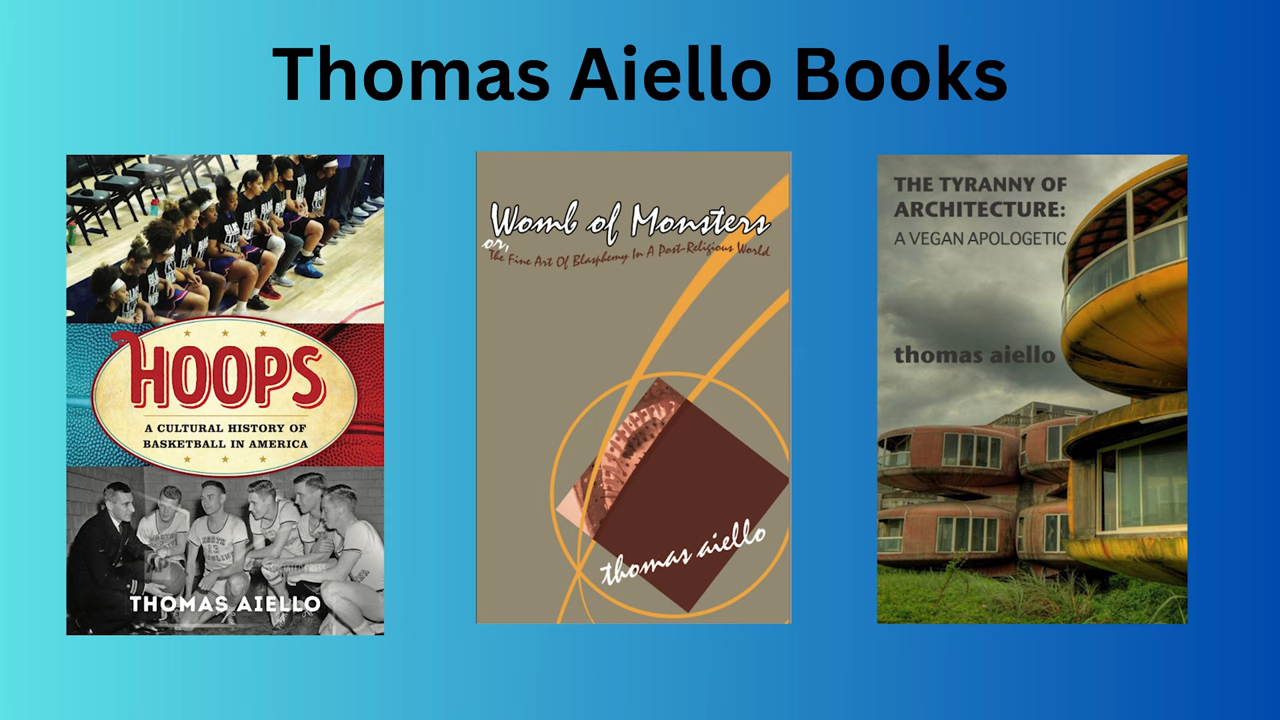 Thomas Aiello Books
HOOPS
A CULTURAL HISTORY OF
BASKETBALL IN AMERICA
THOMAS AIELLO
Womb of Monsters
or,
The Fine Art Of Blasphemy In A Post-Religious World
thomas aiello
THE TYRANNY OF
ARCHITECTURE:
A VEGAN APOLOGETIC
thomas aiello